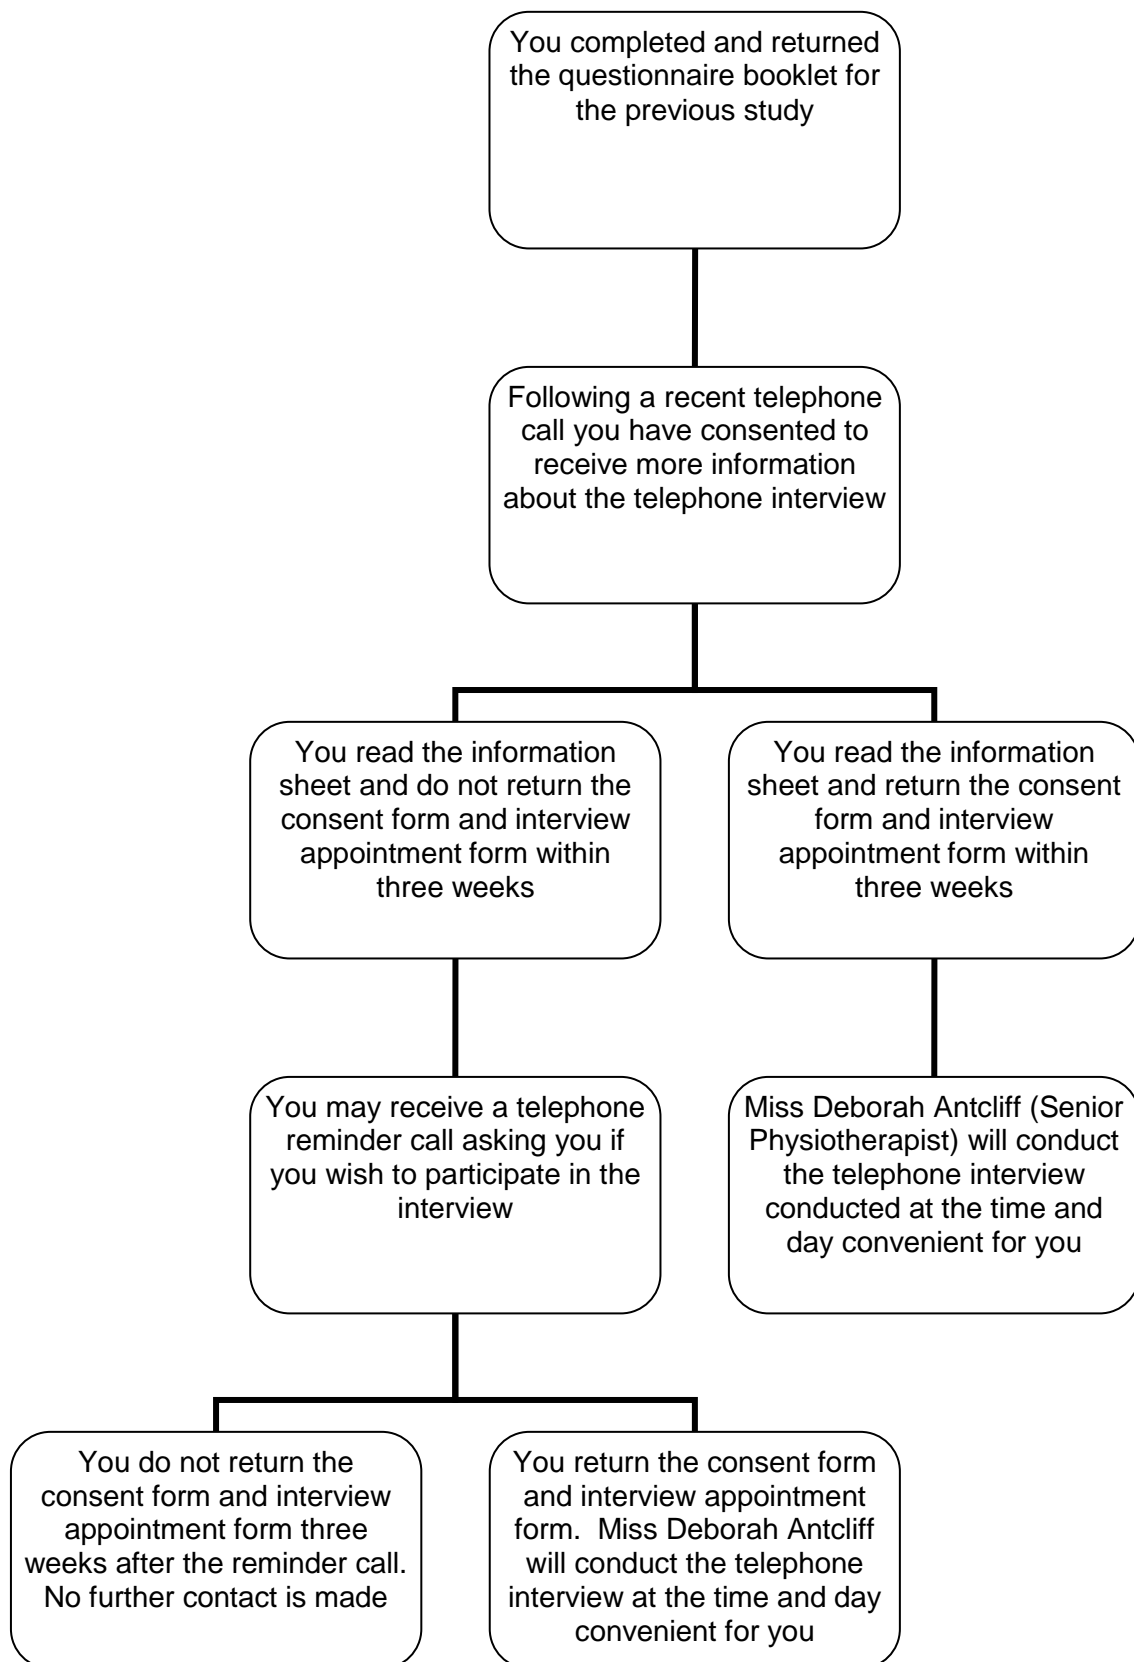 You completed and returned
the questionnaire booklet for
the previous study
Following a recent telephone
call you have consented to
receive more information
about the telephone interview
You read the information
sheet and do not return the
consent form and interview
appointment form within
three weeks
You read the information
sheet and return the consent
form and interview
appointment form within
three weeks
You may receive a telephone
reminder call asking you if
you wish to participate in the
interview
Miss Deborah Antcliff (Senior
Physiotherapist) will conduct
the telephone interview
conducted at the time and
day convenient for you
You do not return the
consent form and interview
appointment form three
weeks after the reminder call.
No further contact is made
You return the consent form
and interview appointment
form.  Miss Deborah Antcliff
will conduct the telephone
interview at the time and day
convenient for you